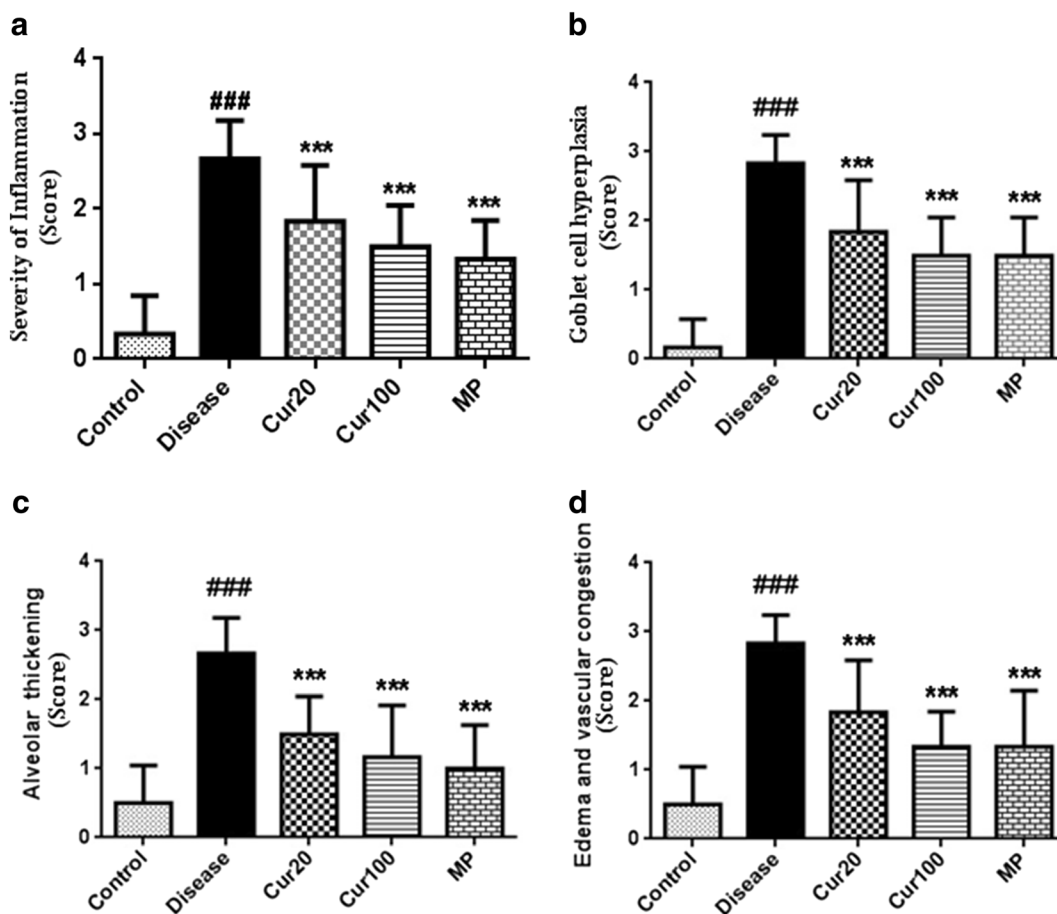 a
Severity of Inflammation
(Score)
4
3
2
1
0
###
***
***
***
Control
Disease
Cur20
Cur100
MP
b
Goblet cell hyperplasia
(Score)
4
3
2
1
0
###
***
***
***
Control
Disease
Cur20
Cur100
MP
c
Alveolar thickening
(Score)
4
3
2
1
0
###
***
***
***
Control
Disease
Cur20
Cur100
MP
d
Edema and vascular congestion
(Score)
4
3
2
1
0
###
***
***
***
Control
Disease
Cur20
Cur100
MP